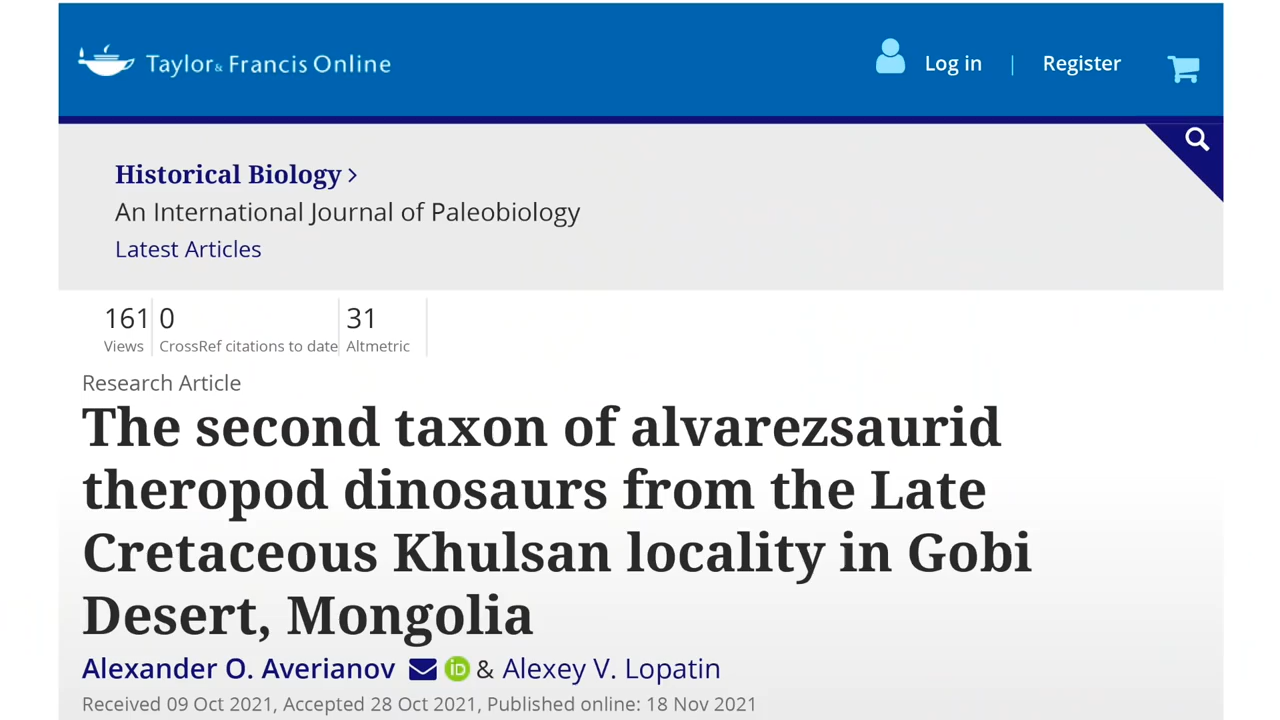 Taylor & Francis Online
Log in | Register
Historical Biology >
An International Journal of Paleobiology
Latest Articles
161 0 31
Views CrossRef citations to date Altmetric
Research Article
The second taxon of alvarezsaurid
theropod dinosaurs from the Late
Cretaceous Khulsan locality in Gobi
Desert, Mongolia
Alexander O. Averianov iD & Alexey V. Lopatin
Received 09 Oct 2021, Accepted 28 Oct 2021, Published online: 18 Nov 2021